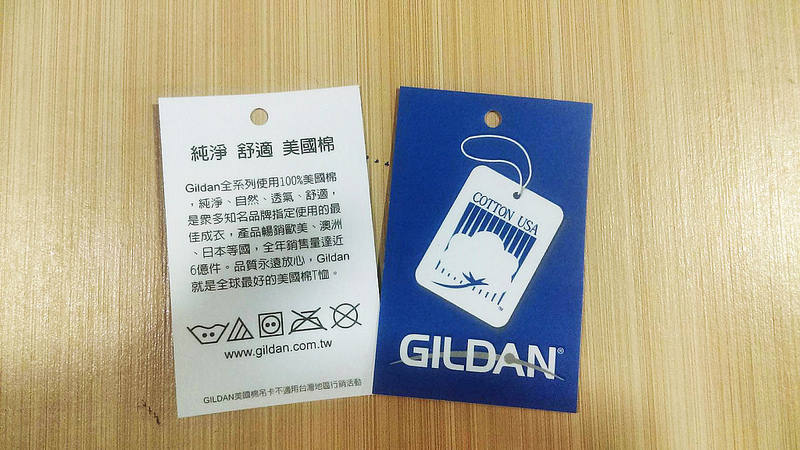 純淨 舒適 美國棉
Gildan全系列使用100%美國棉
，純淨、自然、透氣、舒適，
是眾多知名品牌指定使用的最
佳成衣，產品暢銷歐美、澳洲
、日本等國，全年銷售量達近
6億件。品質永遠放心，Gildan
就是全球最好的美國棉T恤。
www.gildan.com.tw
GILDAN美國棉吊卡不適用台灣地區行銷活動
COTTON USA
™
GILDAN®